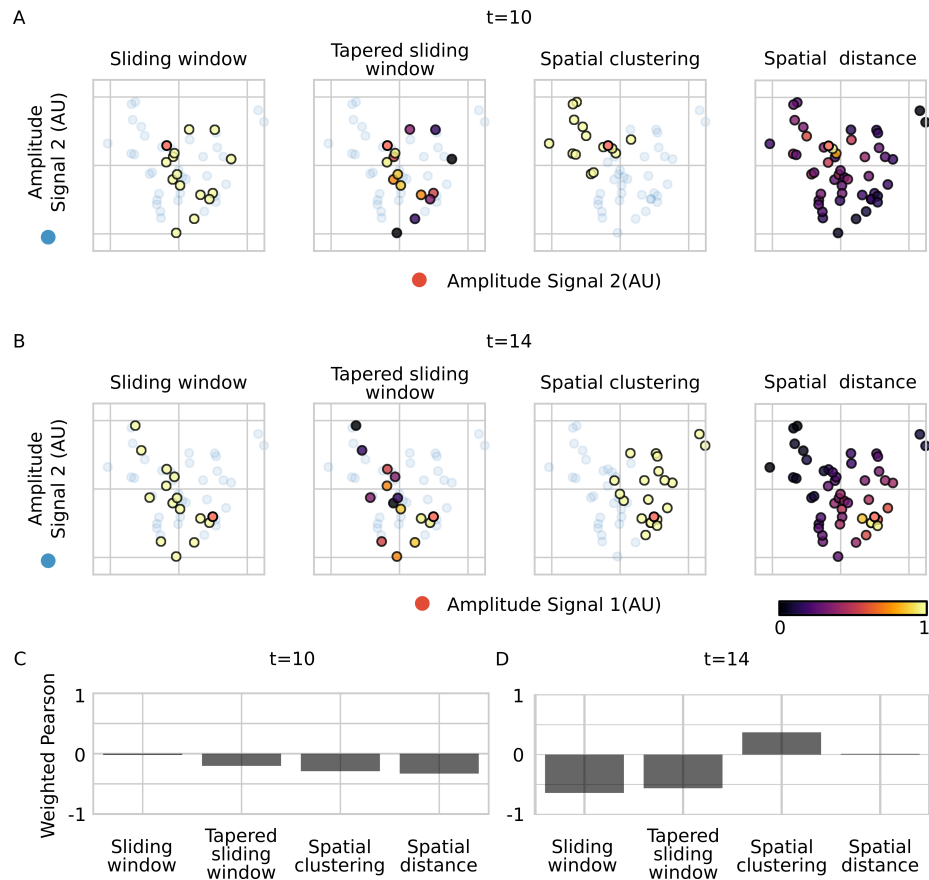 A
t=10
Sliding window
Tapered sliding
window
Spatial clustering
Spatial distance
Amplitude
Signal 2 (AU)
Amplitude Signal 2(AU)
B
t=14
Sliding window
Tapered sliding
window
Spatial clustering
Spatial distance
Amplitude
Signal 2 (AU)
Amplitude Signal 1(AU)
0
1
C
t=10
D
t=14
Weighted Pearson
1
0
-1
Sliding
window
Tapered
sliding
window
Spatial
clustering
Spatial
distance
1
0
-1
Sliding
window
Tapered
sliding
window
Spatial
clustering
Spatial
distance